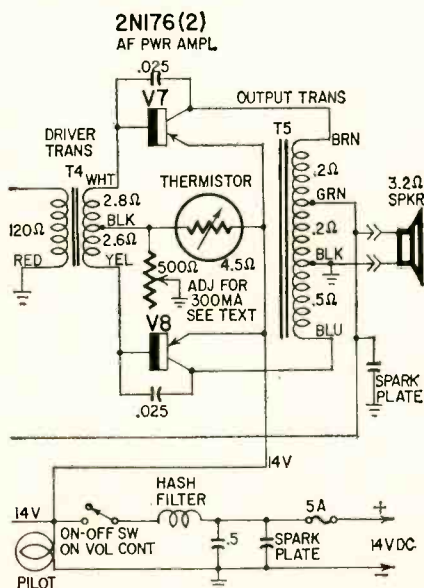 2N176(2)
AF PWR AMPL
.025
V7
OUTPUT TRANS
T5
BRN
DRIVER
TRANS
T4
WHT
THERMISTOR
.2Ω
GRN
3.2Ω
SPKR
120Ω
2.8Ω
BLK
2.6Ω
.2Ω
BLK
RED
YEL
500Ω
4.5Ω
ADJ FOR
300MA
SEE TEXT
.5Ω
BLU
V8
.025
SPARK
PLATE
14V
14V
HASH
FILTER
5A
+
ON-OFF SW
ON VOL CONT
.5
SPARK
PLATE
14VDC
−
PILOT